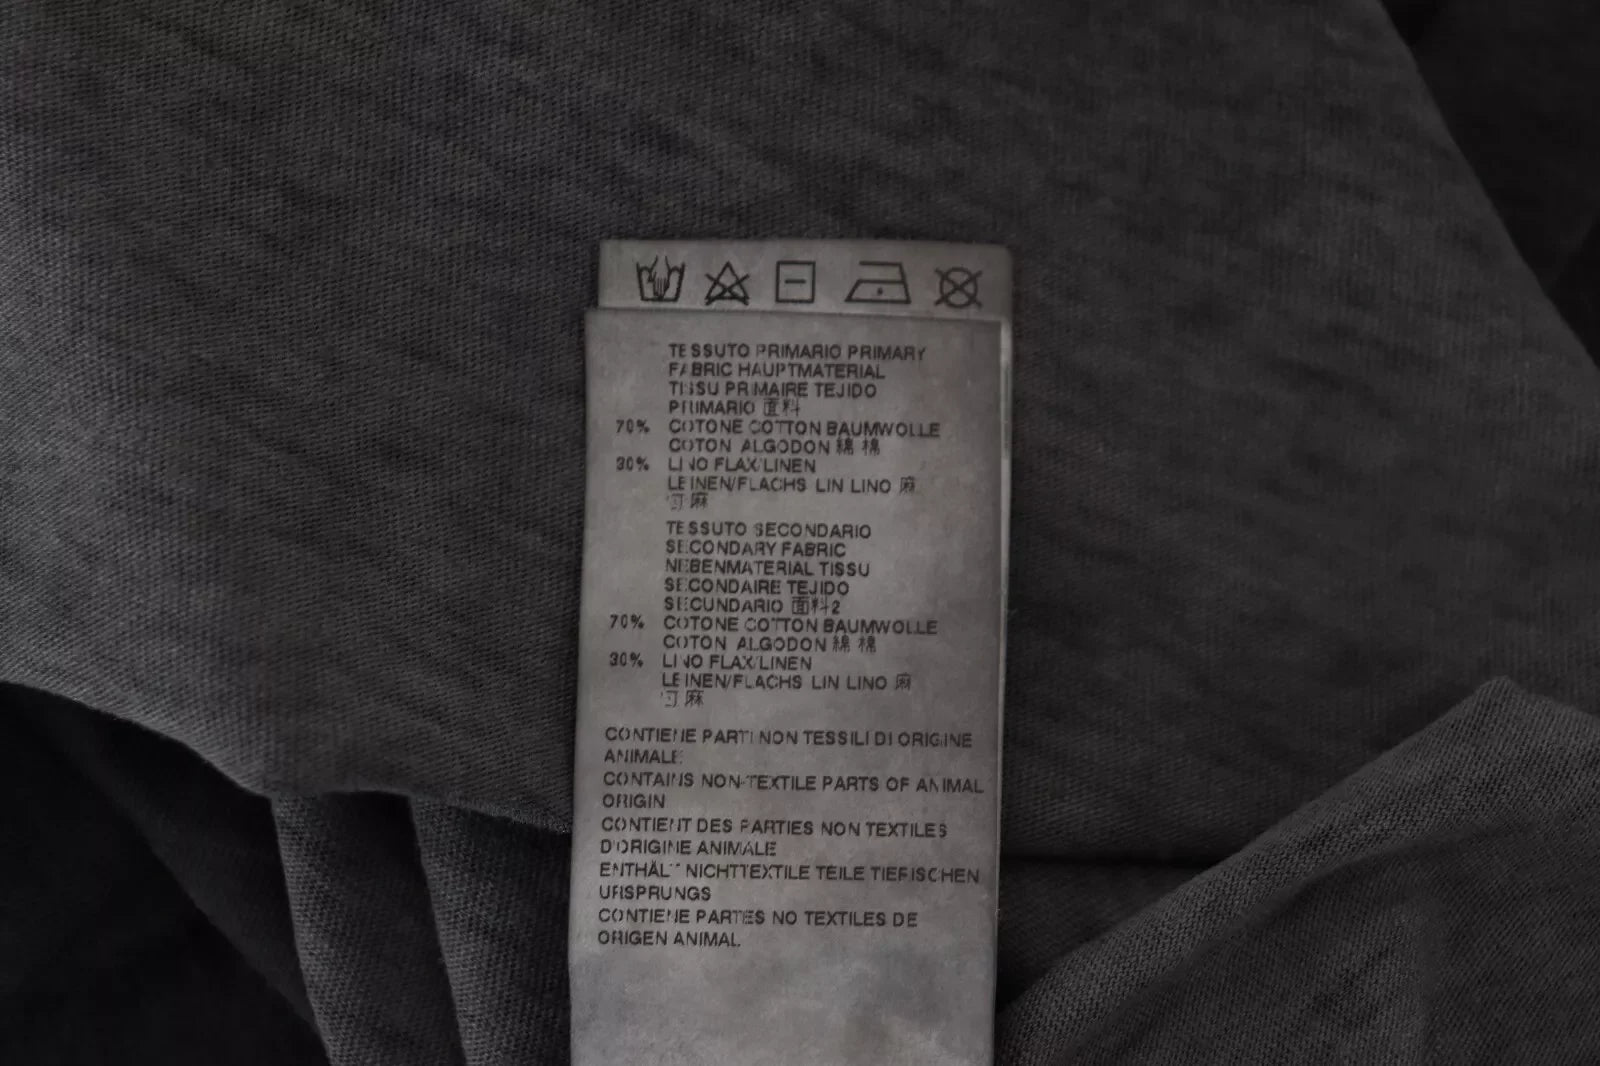 TESSUTO PRIMARIO PRIMARY
FABRIC HAUPTMATERIAL
TISSU PRIMAIRE TEJIDO
PRIMARIO 面料
70% COTONE COTTON BAUMWOLLE
COTON ALGODON 綿 棉
30% LINO FLAX/LINEN
LEINEN/FLACHS LIN LINO 麻
麻
TESSUTO SECONDARIO
SECONDARY FABRIC
NEBENMATERIAL TISSU
SECONDAIRE TEJIDO
SECUNDARIO 面料2
70% COTONE COTTON BAUMWOLLE
COTON ALGODON 綿 棉
30% LINO FLAX/LINEN
LEINEN/FLACHS LIN LINO 麻
麻
CONTIENE PARTI NON TESSILI DI ORIGINE
ANIMALE
CONTAINS NON-TEXTILE PARTS OF ANIMAL
ORIGIN
CONTIENT DES PARTIES NON TEXTILES
D'ORIGINE ANIMALE
ENTHÄLT NICHTTEXTILE TEILE TIERISCHEN
URSPRUNGS
CONTIENE PARTES NO TEXTILES DE
ORIGEN ANIMAL